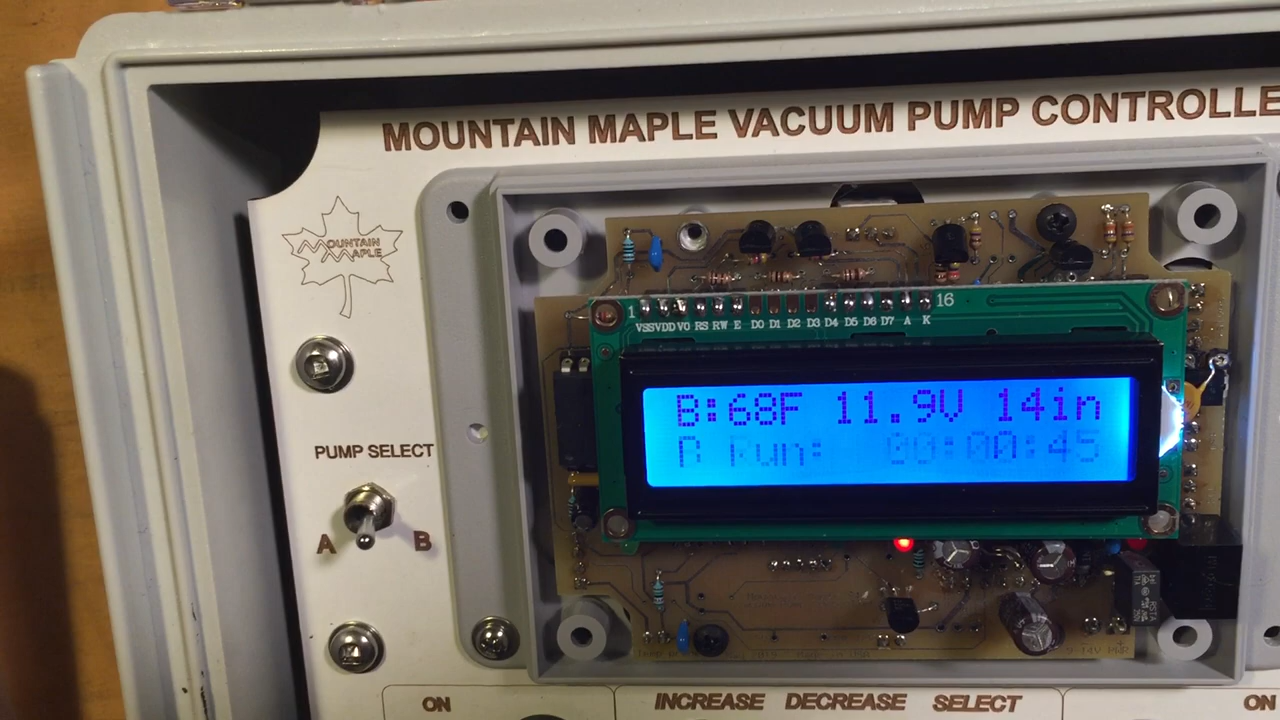 MOUNTAIN MAPLE VACUUM PUMP CONTROLLE
MOUNTAIN
MAPLE
1 16
VSS VDD V0 RS RW E D0 D1 D2 D3 D4 D5 D6 D7 A K
B:68F 11.9V 14in
Run: 00:00:45
PUMP SELECT
A B
ON INCREASE DECREASE SELECT ON